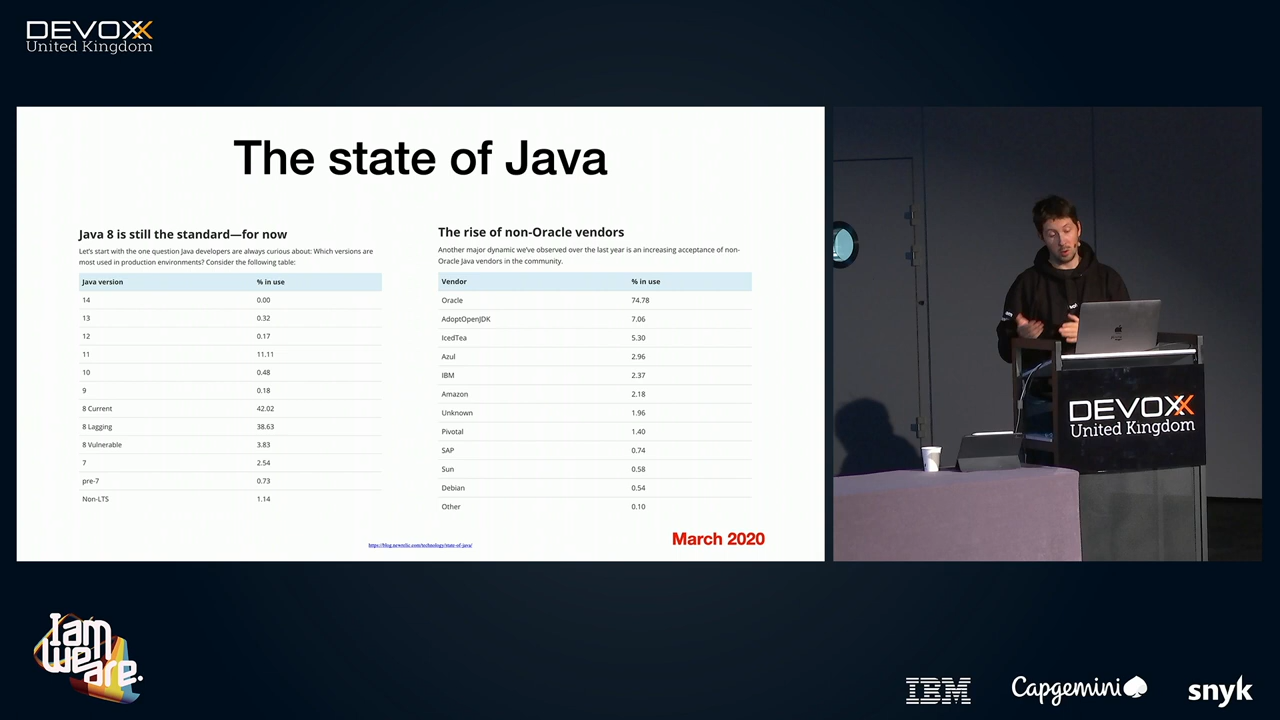 DEVOXX
United Kingdom
The state of Java
Java 8 is still the standard—for now
Let's start with the one question Java developers are always curious about: Which versions are
most used in production environments? Consider the following table:
Java version % in use
14 0.00
13 0.32
12 0.17
11 11.11
10 0.48
9 0.18
8 Current 42.02
8 Lagging 38.63
8 Vulnerable 3.83
7 2.54
pre-7 0.73
Non-LTS 1.14
The rise of non-Oracle vendors
Another major dynamic we've observed over the last year is an increasing acceptance of non-
Oracle Java vendors in the community.
Vendor % in use
Oracle 74.78
AdoptOpenJDK 7.06
IcedTea 5.30
Azul 2.96
IBM 2.37
Amazon 2.18
Unknown 1.96
Pivotal 1.40
SAP 0.74
Sun 0.58
Debian 0.54
Other 0.10
https://blog.newrelic.com/technology/state-of-java/
March 2020
DEVOXX
United Kingdom
I am
we are.
IBM
Capgemini
snyk